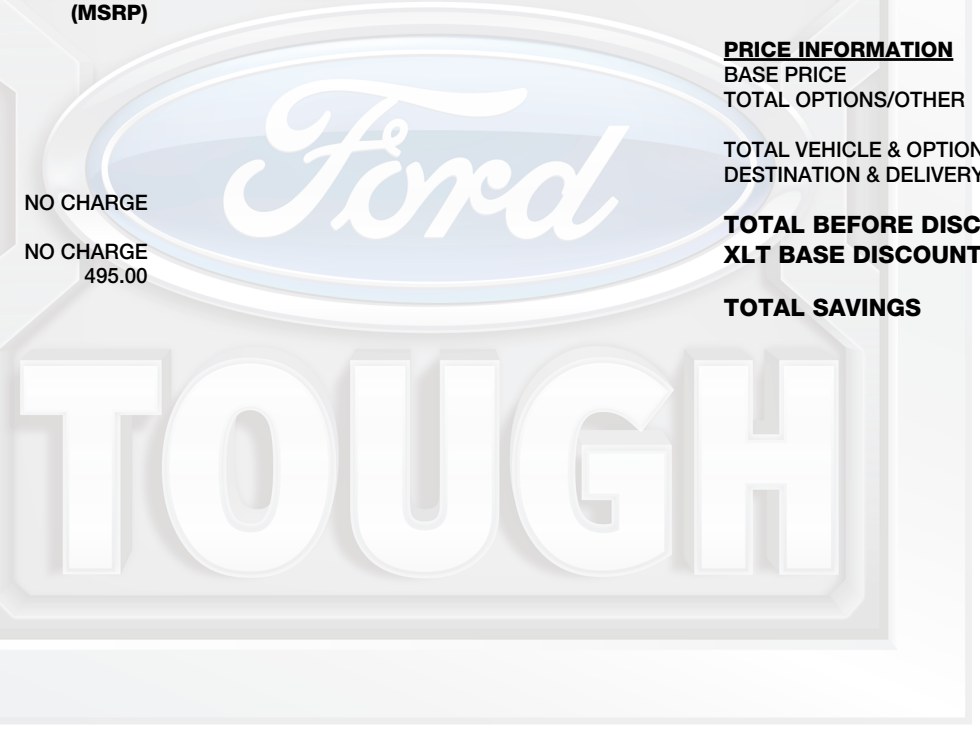 (MSRP)
NO CHARGE
NO CHARGE
495.00
PRICE INFORMATION
BASE PRICE
TOTAL OPTIONS/OTHER
TOTAL VEHICLE & OPTION
DESTINATION & DELIVERY
TOTAL BEFORE DISC
XLT BASE DISCOUNT
TOTAL SAVINGS
Ford
TOUGH